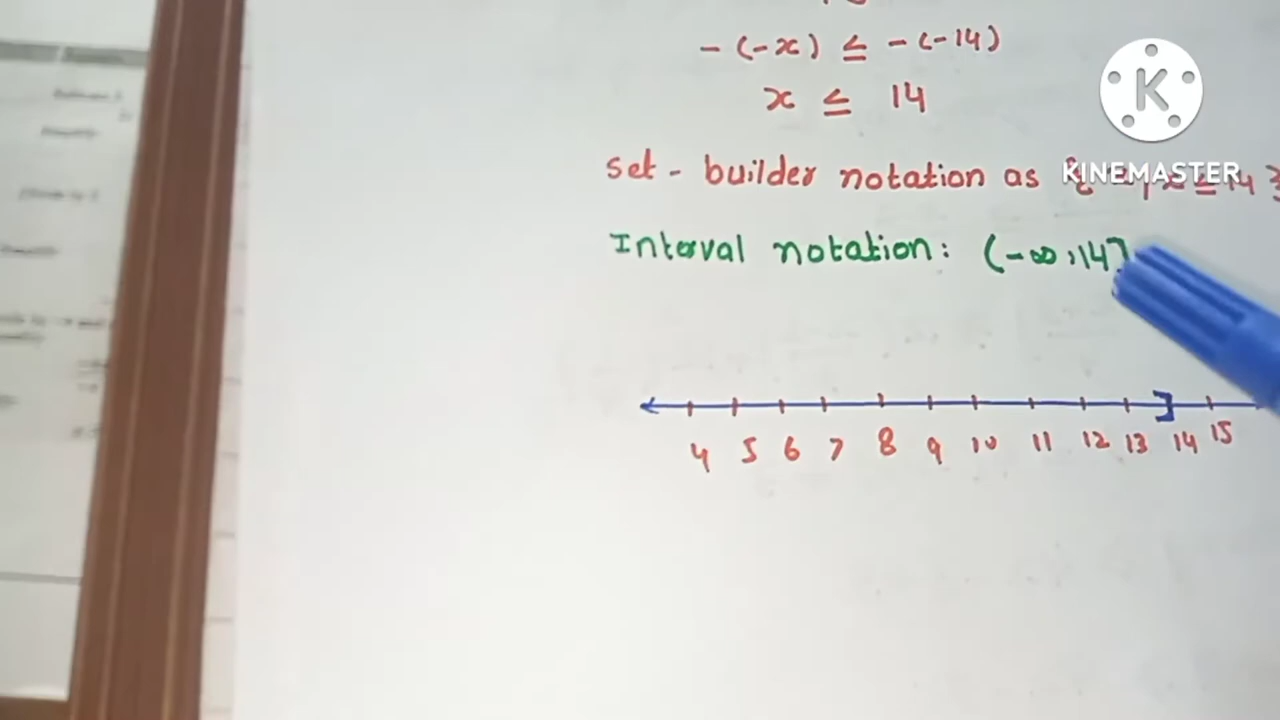 -(-x) ≤ -(-14)
x ≤ 14
K
KINEMASTER
set-builder notation as
Interval notation: (-∞, 14]
4 5 6 7 8 9 10 11 12 13 14 15